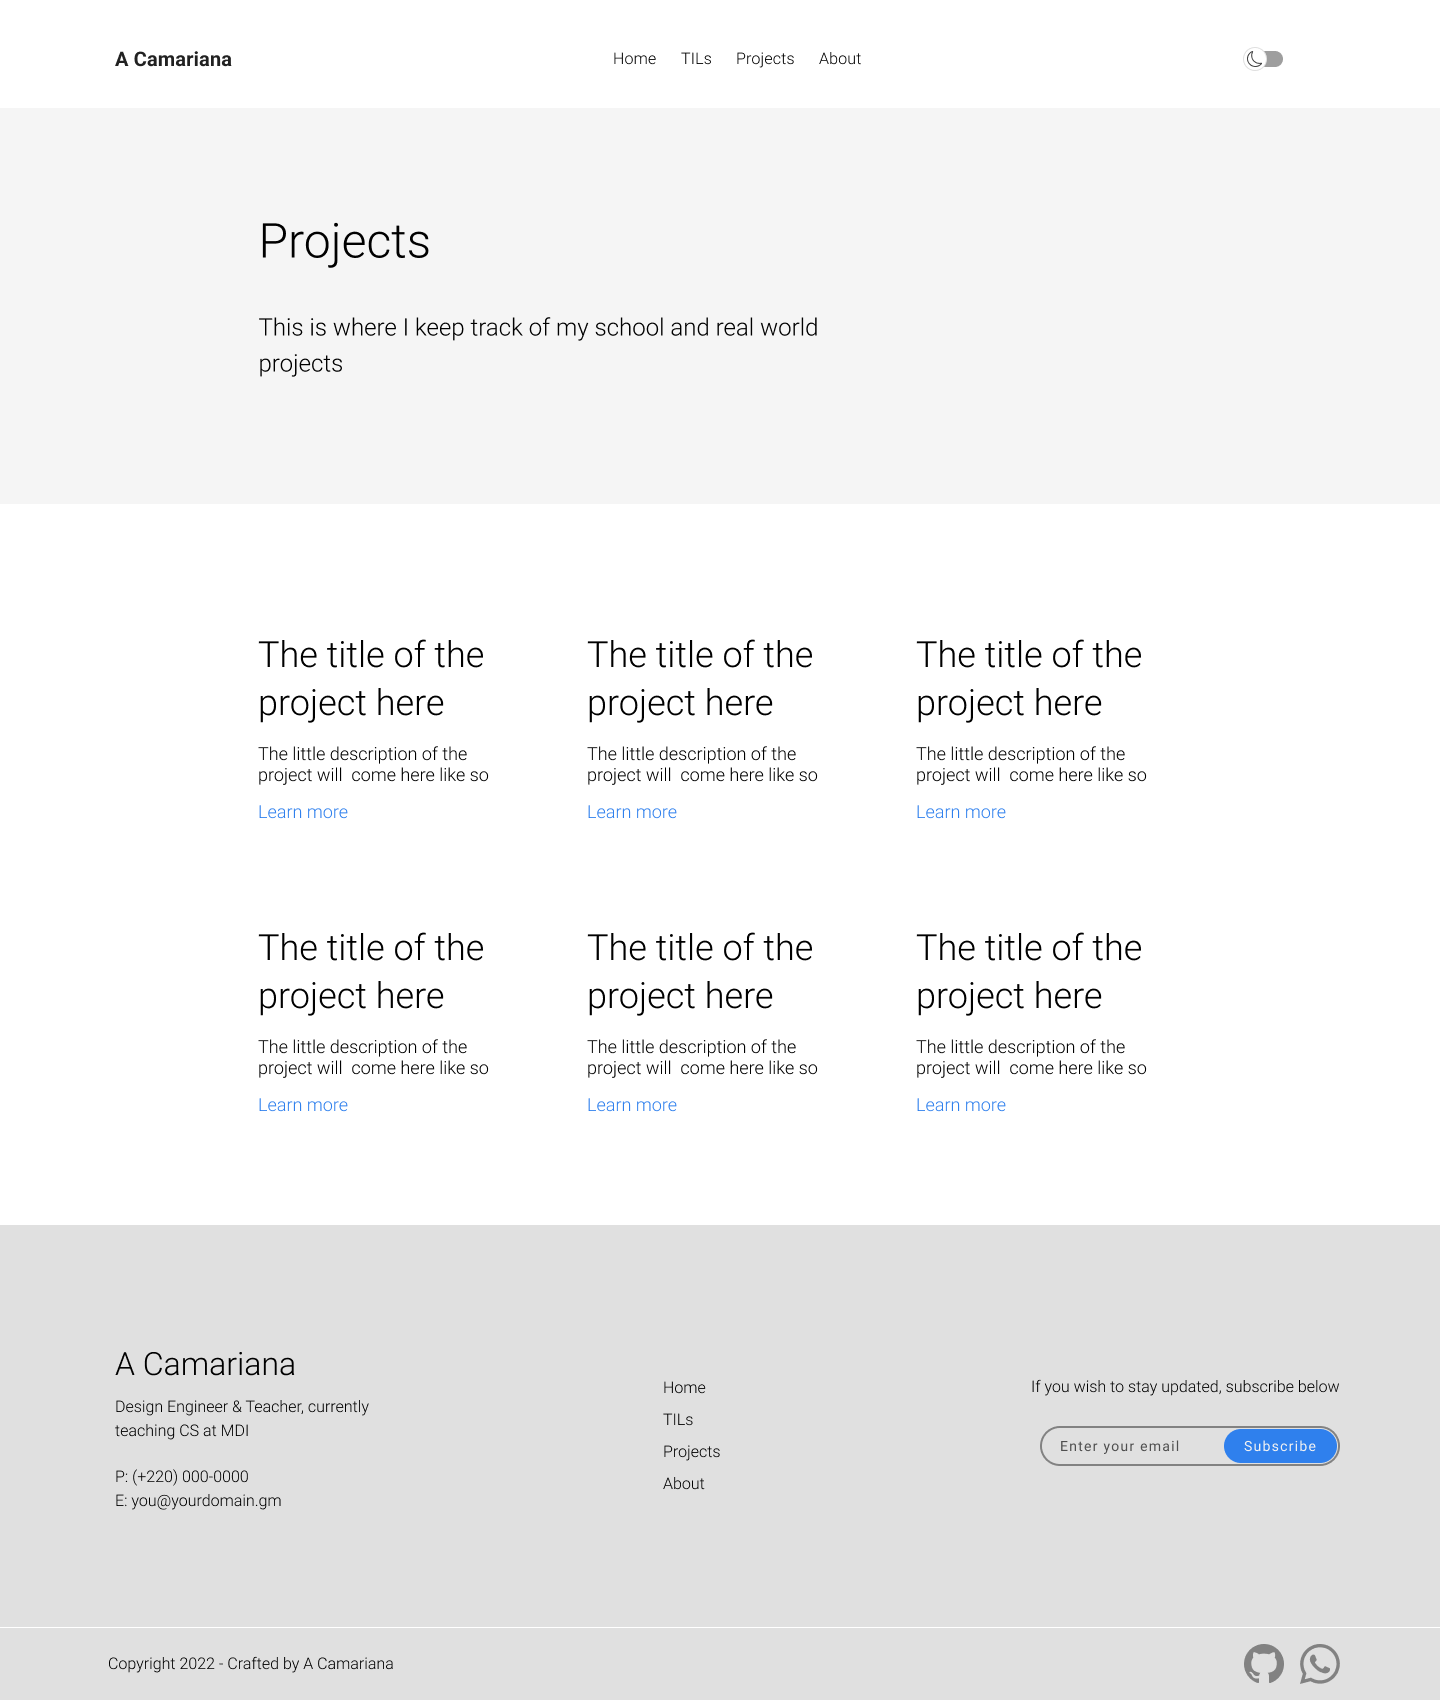 A Camariana
Home TILs Projects About
Projects
This is where I keep track of my school and real world
projects
The title of the
project here
The little description of the
project will  come here like so
Learn more
The title of the
project here
The little description of the
project will  come here like so
Learn more
The title of the
project here
The little description of the
project will  come here like so
Learn more
The title of the
project here
The little description of the
project will  come here like so
Learn more
The title of the
project here
The little description of the
project will  come here like so
Learn more
The title of the
project here
The little description of the
project will  come here like so
Learn more
A Camariana
Design Engineer & Teacher, currently
teaching CS at MDI
P: (+220) 000-0000
E: you@yourdomain.gm
Home
TILs
Projects
About
If you wish to stay updated, subscribe below
Enter your email Subscribe
Copyright 2022 - Crafted by A Camariana